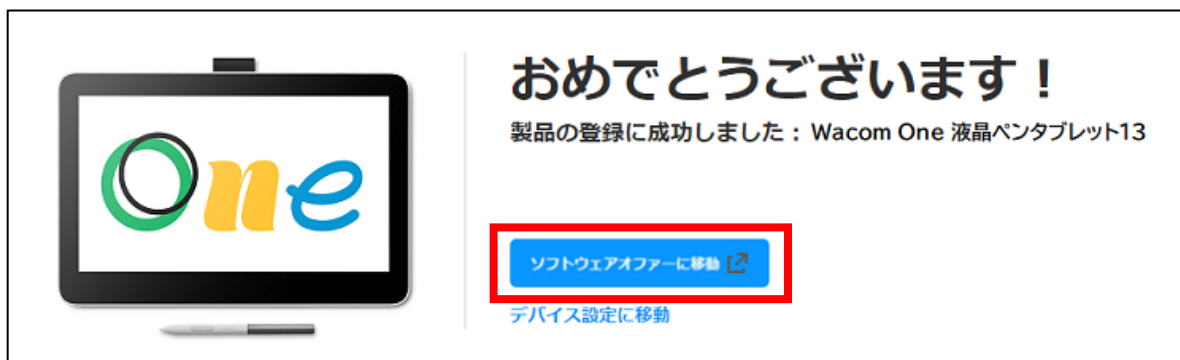 One
おめでとうございます！
製品の登録に成功しました： Wacom One 液晶ペンタブレット13
ソフトウェアオファーに移動
デバイス設定に移動